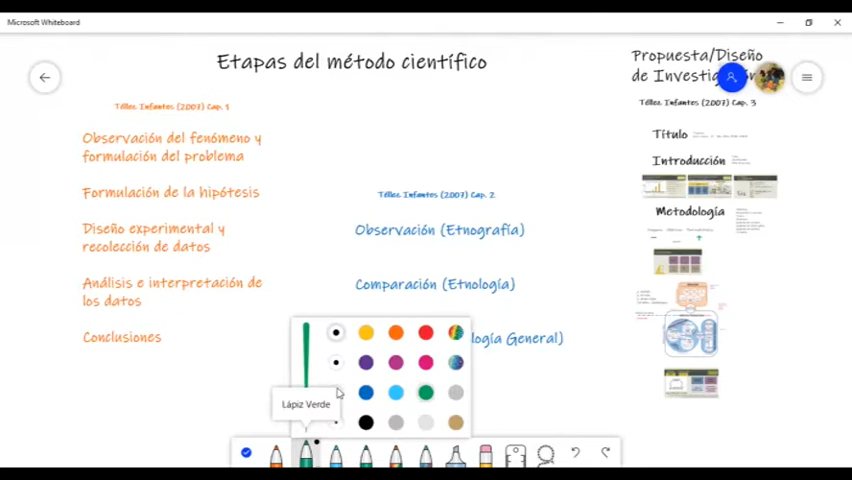 Microsoft Whiteboard
Etapas del método científico
Propuesta/Diseño
de Investigación
Téllez Infantes (2007) Cap. 1
Téllez Infantes (2007) Cap. 3
Observación del fenómeno y
formulación del problema
Título
Introducción
Formulación de la hipótesis
Téllez Infantes (2007) Cap. 2
Metodología
Diseño experimental y
recolección de datos
Observación (Etnografía)
Análisis e interpretación de
los datos
Comparación (Etnología)
Conclusiones
logía General)
Lápiz Verde